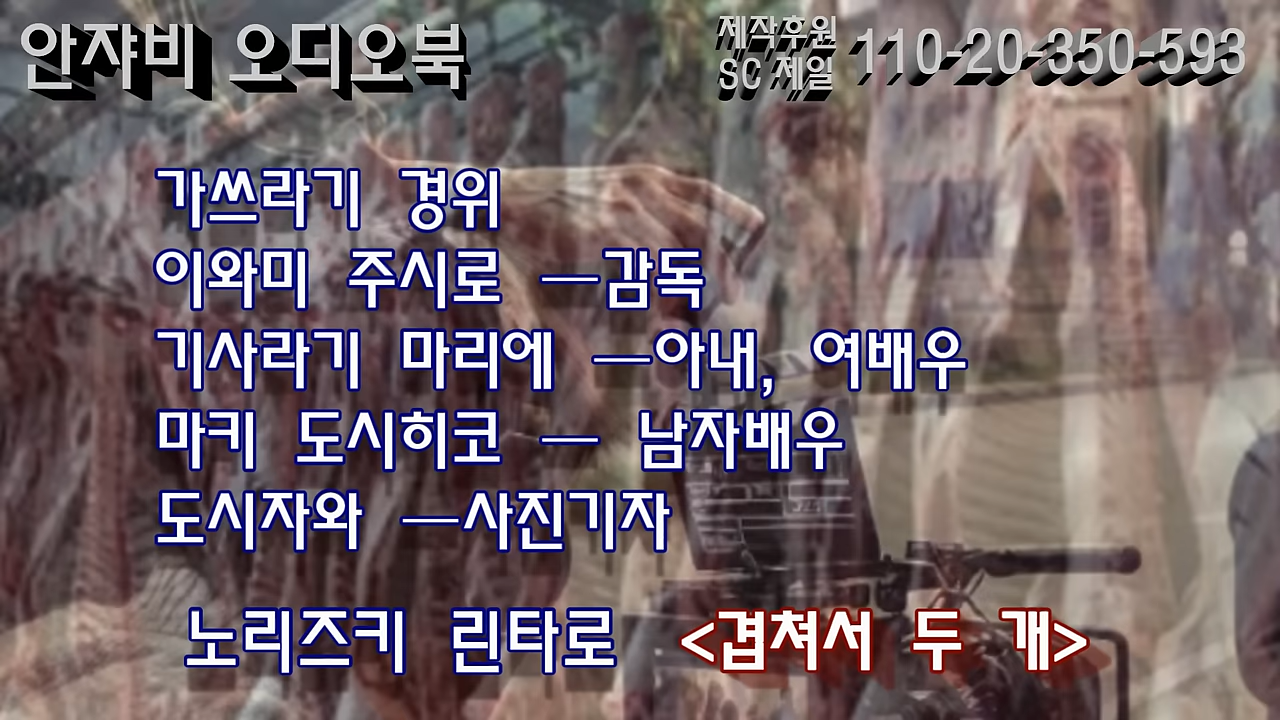 안쟈비 오디오북
제작후원
SC 제일
110-20-350-593
가쓰라기 경위
이와미 주시로 —감독
기사라기 마리에 —아내, 여배우
마키 도시히코 — 남자배우
도시자와 —사진기자
노리즈키 린타로 <겹쳐서 두 개>